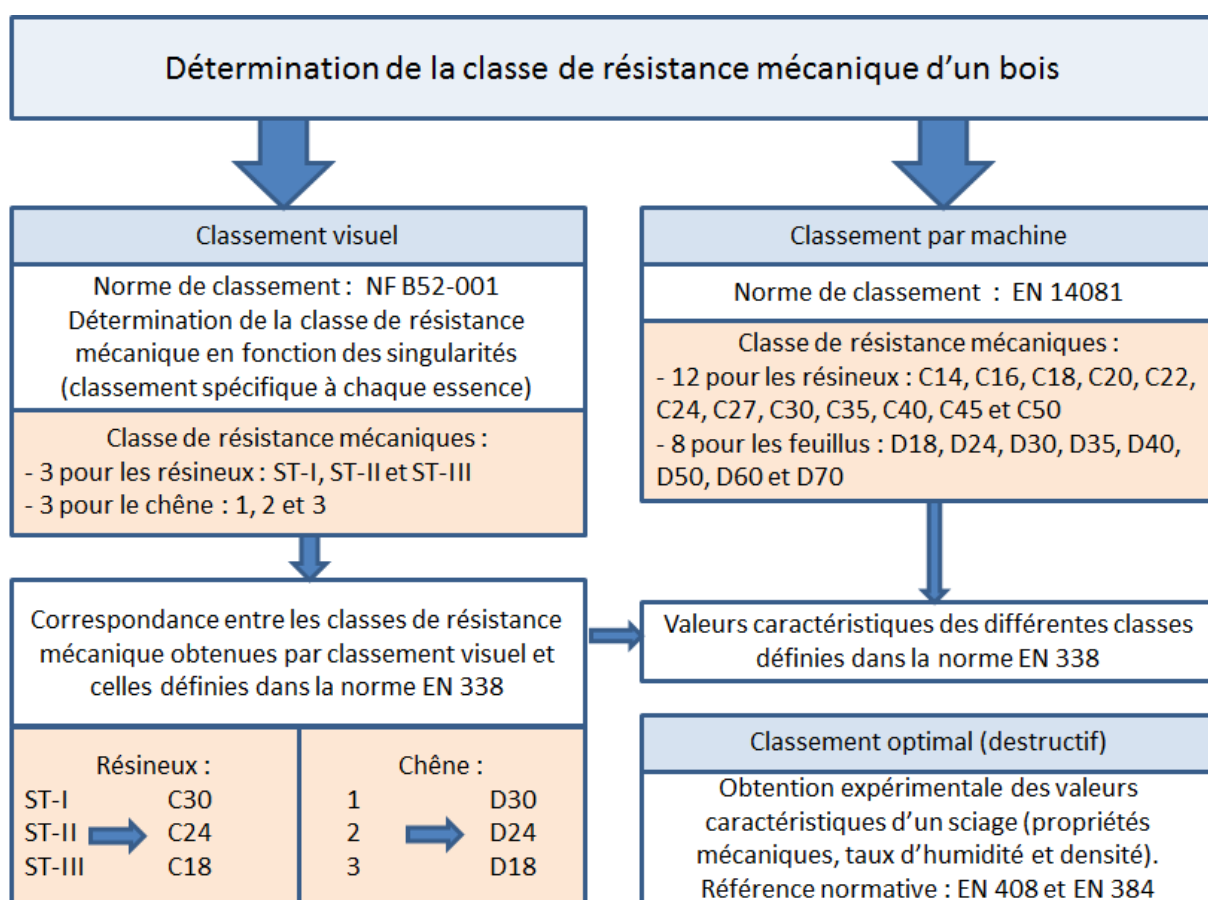 Détermination de la classe de résistance mécanique d'un bois
Classement visuel
Norme de classement : NF B52-001
Détermination de la classe de résistance
mécanique en fonction des singularités
(classement spécifique à chaque essence)
Classe de résistance mécaniques :
- 3 pour les résineux : ST-I, ST-II et ST-III
- 3 pour le chêne : 1, 2 et 3
Correspondance entre les classes de résistance
mécanique obtenues par classement visuel et
celles définies dans la norme EN 338
Résineux :
ST-I C30
ST-II C24
ST-III C18
Chêne :
1 D30
2 D24
3 D18
Classement par machine
Norme de classement : EN 14081
Classe de résistance mécaniques :
- 12 pour les résineux : C14, C16, C18, C20, C22,
C24, C27, C30, C35, C40, C45 et C50
- 8 pour les feuillus : D18, D24, D30, D35, D40,
D50, D60 et D70
Valeurs caractéristiques des différentes classes
définies dans la norme EN 338
Classement optimal (destructif)
Obtention expérimentale des valeurs
caractéristiques d'un sciage (propriétés
mécaniques, taux d'humidité et densité).
Référence normative : EN 408 et EN 384